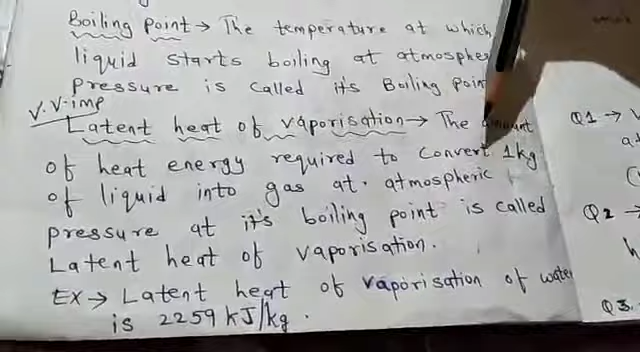 Boiling Point → The temperature at which
liquid starts boiling at atmosphe
pressure is called it's Boiling Poin
V.V-imp
Latent heat of vaporisation → The amount
of heat energy required to convert 1kg
of liquid into gas at atmospheric
pressure at it's boiling point is called
Latent heat of vaporisation.
EX → Latent heat of vaporisation of water
is 2259 kJ/kg.
Q1 →
Q2 →
Q3.